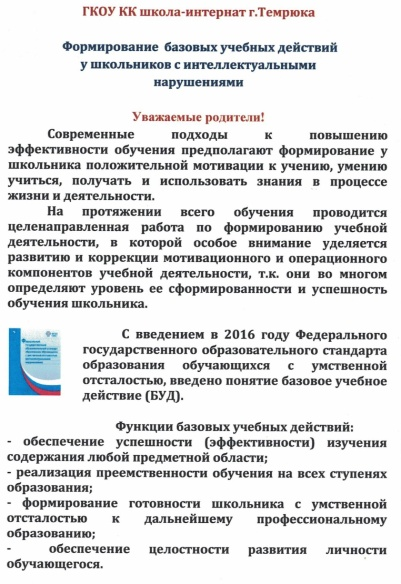 ГКОУ КК школа-интернат г.Темрюка
Формирование базовых учебных действий
у школьников с интеллектуальными
нарушениями
Уважаемые родители!
Современные подходы к повышению
эффективности обучения предполагают формирование у
школьника положительной мотивации к учению, умению
учиться, получать и использовать знания в процессе
жизни и деятельности.
На протяжении всего обучения проводится
целенаправленная работа по формированию учебной
деятельности, в которой особое внимание уделяется
развитию и коррекции мотивационного и операционного
компонентов учебной деятельности, т.к. они во многом
определяют уровень ее сформированности и успешность
обучения школьника.
С введением в 2016 году Федерального
государственного образовательного стандарта
образования обучающихся с умственной
отсталостью, введено понятие базовое учебное
действие (БУД).
Функции базовых учебных действий:
- обеспечение успешности (эффективности) изучения
содержания любой предметной области;
- реализация преемственности обучения на всех ступенях
образования;
- формирование готовности школьника с умственной
отсталостью к дальнейшему профессиональному
образованию;
- обеспечение целостности развития личности
обучающегося.